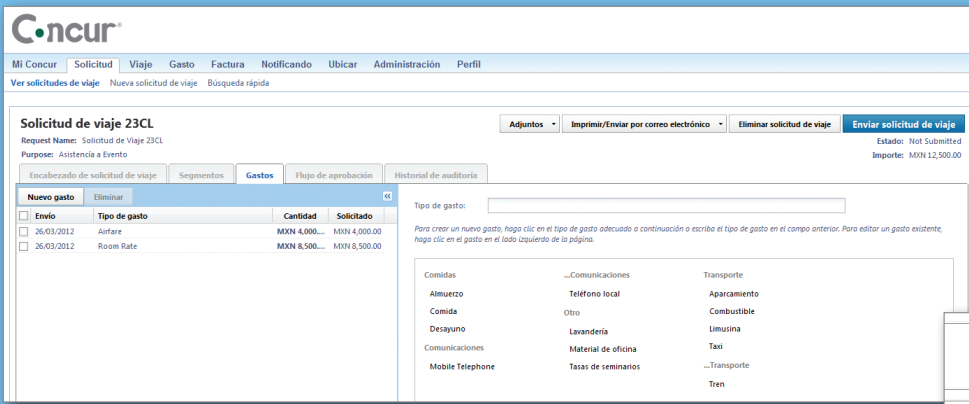 Concur
Mi Concur Solicitud Viaje Gasto Factura Notificando Ubicar Administración Perfil
Ver solicitudes de viaje Nueva solicitud de viaje Búsqueda rápida
Solicitud de viaje 23CL
Adjuntos Imprimir/Enviar por correo electrónico Eliminar solicitud de viaje Enviar solicitud de viaje
Request Name: Solicitud de Viaje 23CL
Estado: Not Submitted
Purpose: Asistencia a Evento
Importe: MXN 12,500.00
Encabezado de solicitud de viaje Segmentos Gastos Flujo de aprobación Historial de auditoría
Nuevo gasto Eliminar «
Envío Tipo de gasto Cantidad Solicitado
26/03/2012 Airfare MXN 4,000.... MXN 4,000.00
26/03/2012 Room Rate MXN 8,500.... MXN 8,500.00
Tipo de gasto:
Para crear un nuevo gasto, haga clic en el tipo de gasto adecuado a continuación o escriba el tipo de gasto en el campo anterior. Para editar un gasto existente,
haga clic en el gasto en el lado izquierdo de la página.
Comidas
Almuerzo
Comida
Desayuno
Comunicaciones
Mobile Telephone
...Comunicaciones
Teléfono local
Otro
Lavandería
Material de oficina
Tasas de seminarios
Transporte
Aparcamiento
Combustible
Limusina
Taxi
...Transporte
Tren